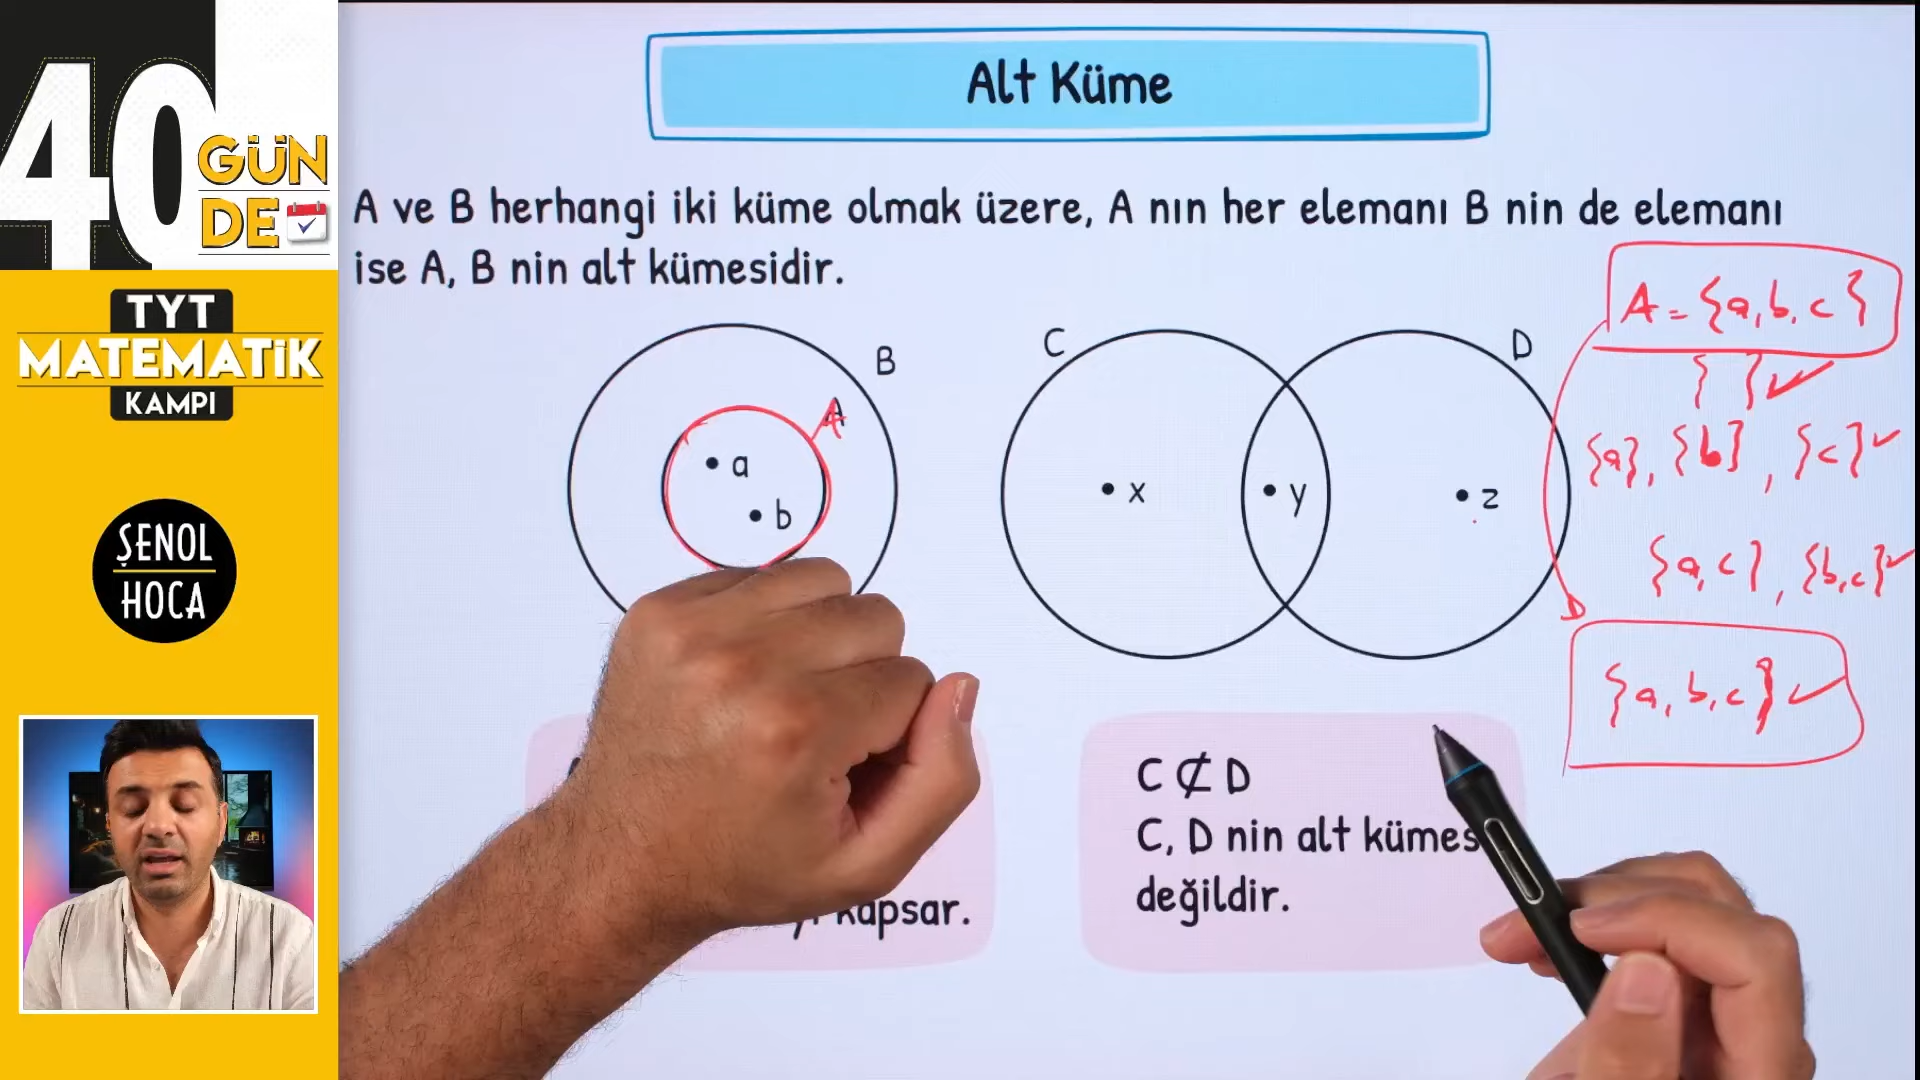 40
GÜN
DE
TYT
MATEMATİK
KAMPI
ŞENOL
HOCA
Alt Küme
A ve B herhangi iki küme olmak üzere, A nın her elemanı B nin de elemanı
ise A, B nin alt kümesidir.
B
A
a
b
C
D
x
y
z
A = {a, b, c}
{ }
{a}, {b}, {c}
{a, c}, {b, c}
{a, b, c}
kapsar.
C ⊄ D
C, D nin alt kümes
değildir.